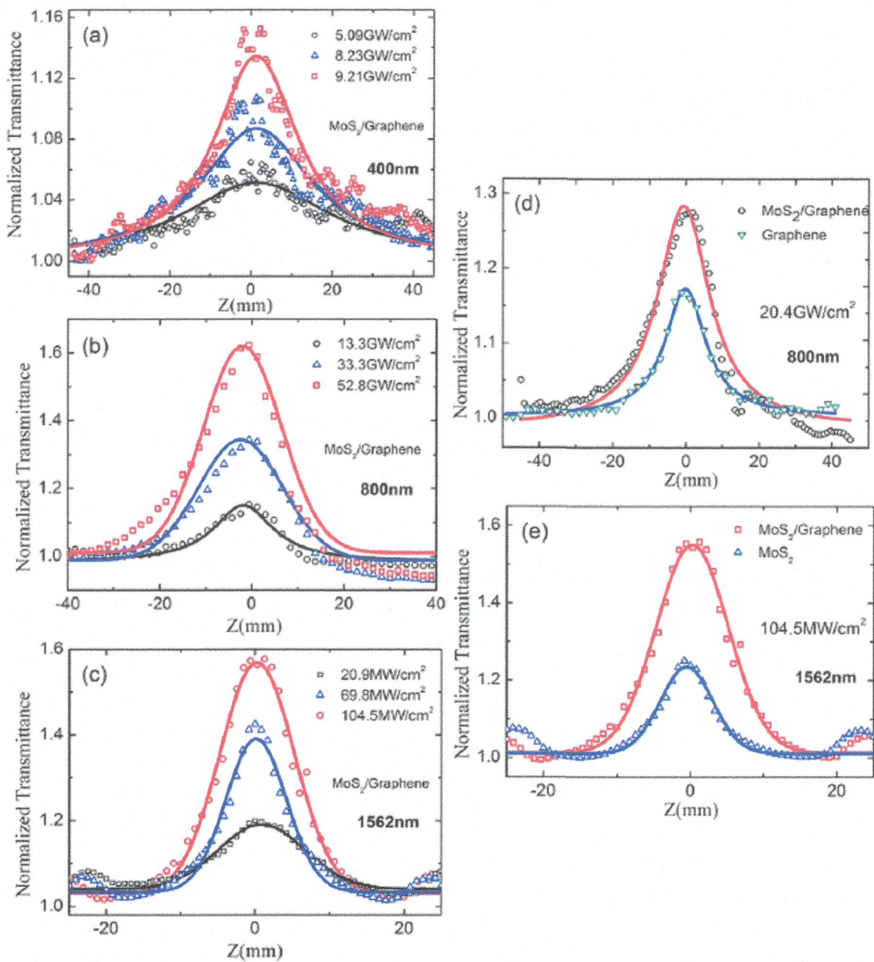 (a)
5.09GW/cm²
8.23GW/cm²
9.21GW/cm²
MoS₂/Graphene
400nm
1.16
1.12
1.08
1.04
1.00
Normalized Transmittance
-40 -20 0 20 40
Z(mm)
(b)
13.3GW/cm²
33.3GW/cm²
52.8GW/cm²
MoS₂/Graphene
800nm
1.6
1.4
1.2
1.0
Normalized Transmittance
-40 -20 0 20 40
Z(mm)
(c)
20.9MW/cm²
69.8MW/cm²
104.5MW/cm²
MoS₂/Graphene
1562nm
1.6
1.4
1.2
1.0
Normalized Transmittance
-20 0 20
Z(mm)
(d)
MoS₂/Graphene
Graphene
20.4GW/cm²
800nm
1.3
1.2
1.1
1.0
Normalized Transmittance
-40 -20 0 20 40
Z(mm)
(e)
MoS₂/Graphene
MoS₂
104.5MW/cm²
1562nm
1.6
1.4
1.2
1.0
Normalized Transmittance
-20 0 20
Z(mm)